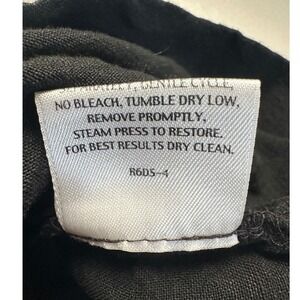 GENTLE CYCLE,
NO BLEACH, TUMBLE DRY LOW,
REMOVE PROMPTLY,
STEAM PRESS TO RESTORE.
FOR BEST RESULTS DRY CLEAN.
R6DS-4